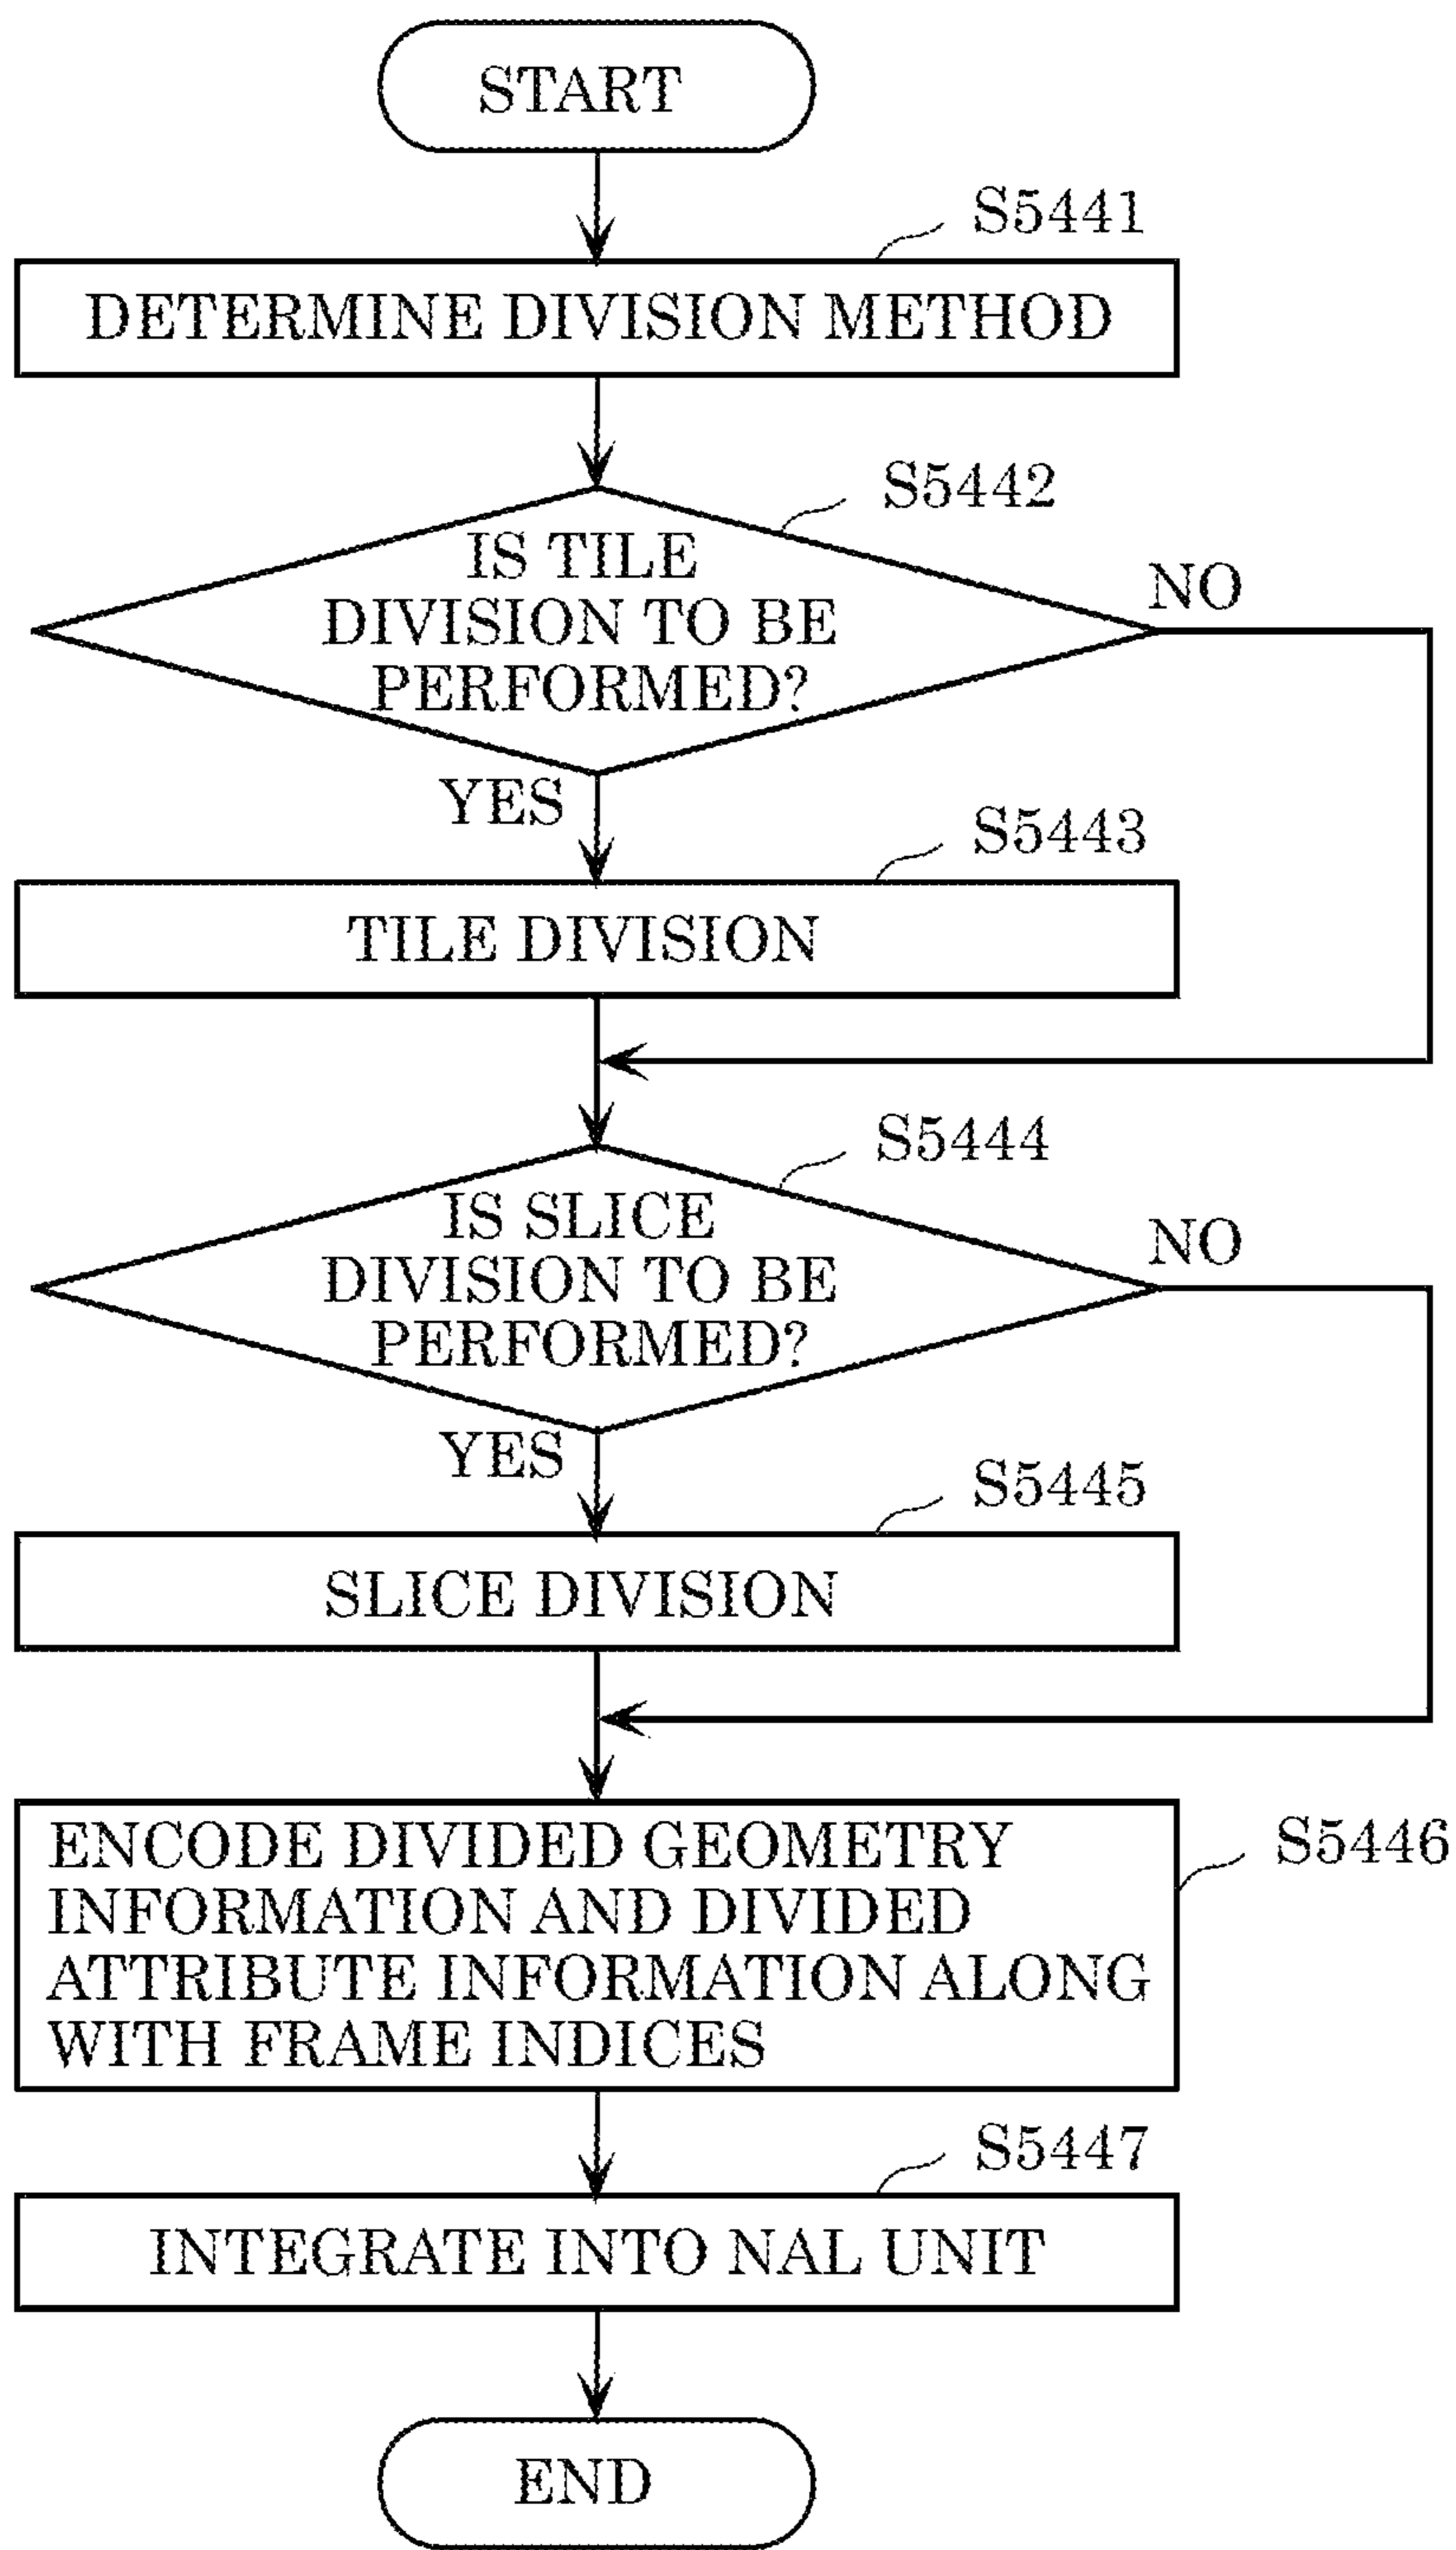 START
S5441
DETERMINE DIVISION METHOD
S5442
IS TILE
DIVISION TO BE
PERFORMED?
NO
YES
S5443
TILE DIVISION
S5444
IS SLICE
DIVISION TO BE
PERFORMED?
NO
YES
S5445
SLICE DIVISION
S5446
ENCODE DIVIDED GEOMETRY
INFORMATION AND DIVIDED
ATTRIBUTE INFORMATION ALONG
WITH FRAME INDICES
S5447
INTEGRATE INTO NAL UNIT
END